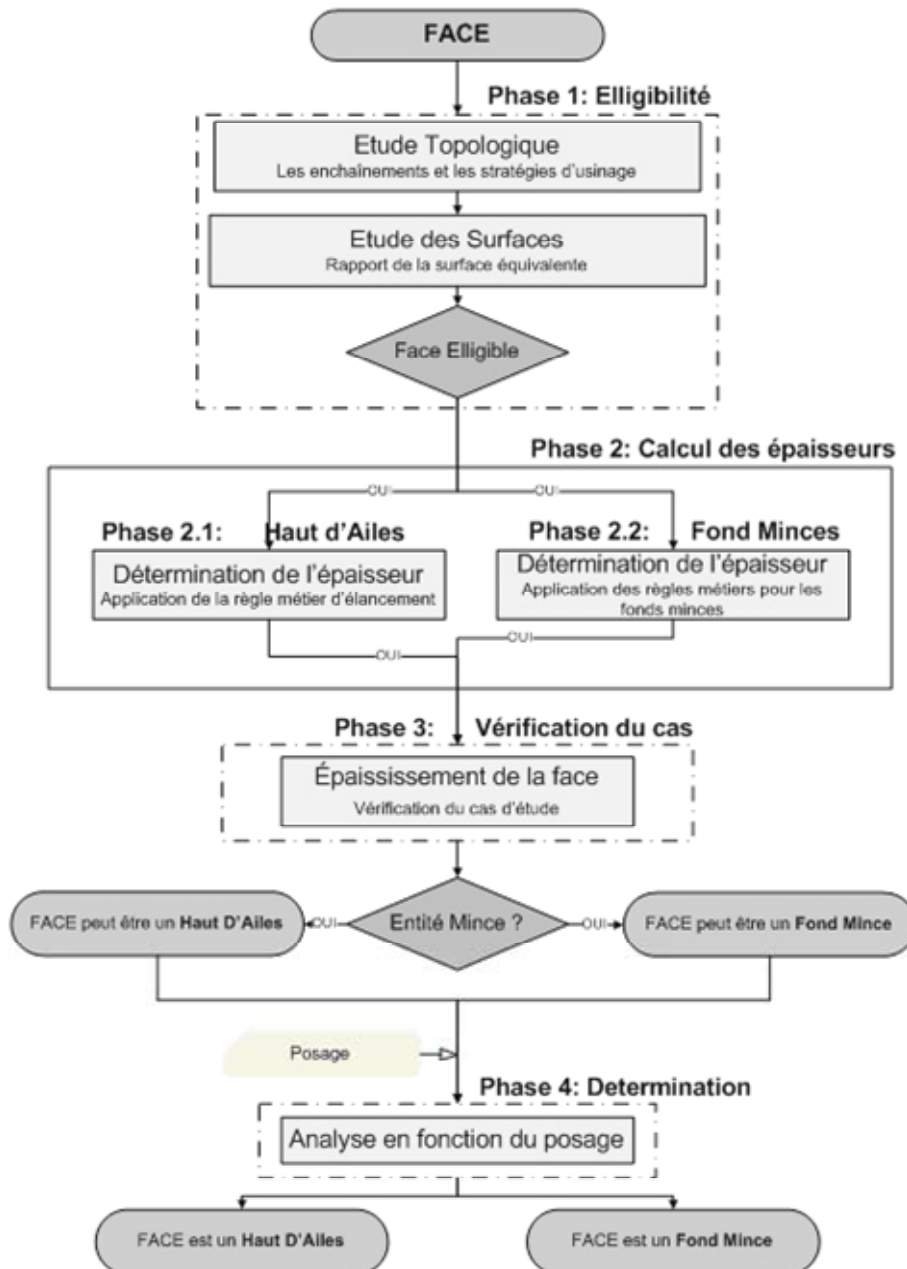 FACE
Phase 1: Elligibilité
Etude Topologique
Les enchaînements et les stratégies d'usinage
Etude des Surfaces
Rapport de la surface équivalente
Face Elligible
Phase 2: Calcul des épaisseurs
OUI
OUI
Phase 2.1: Haut d'Ailes
Phase 2.2: Fond Minces
Détermination de l'épaisseur
Application de la règle métier d'élancement
Détermination de l'épaisseur
Application des règles métiers pour les
fonds minces
OUI
OUI
Phase 3: Vérification du cas
Épaississement de la face
Vérification du cas d'étude
FACE peut être un Haut D'Ailes
OUI
Entité Mince ?
OUI
FACE peut être un Fond Mince
Posage
Phase 4: Determination
Analyse en fonction du posage
FACE est un Haut D'Ailes
FACE est un Fond Mince